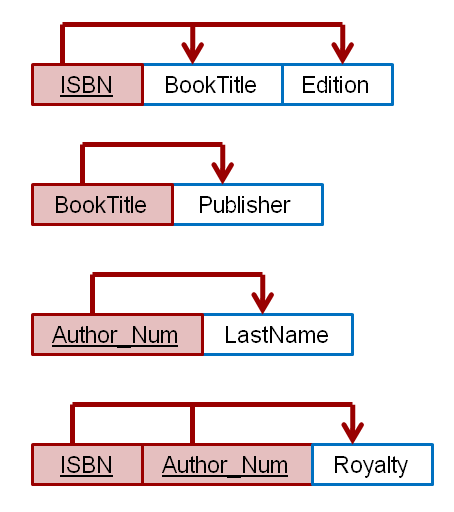 ISBN BookTitle Edition
BookTitle Publisher
Author_Num LastName
ISBN Author_Num Royalty